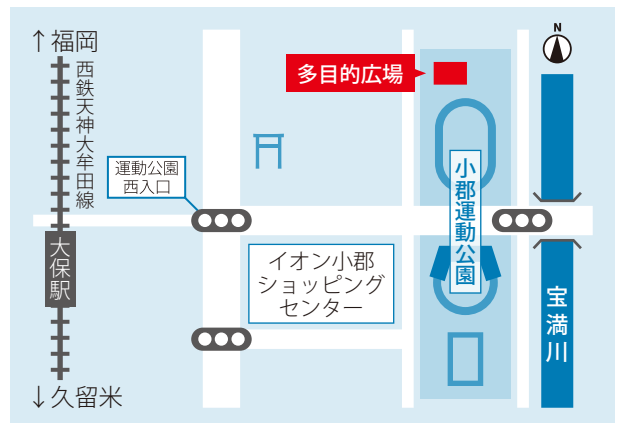 ↑福岡
西鉄天神大牟田線
大保駅
↓久留米
運動公園
西入口
イオン小郡
ショッピング
センター
多目的広場
小郡運動公園
N
宝満川